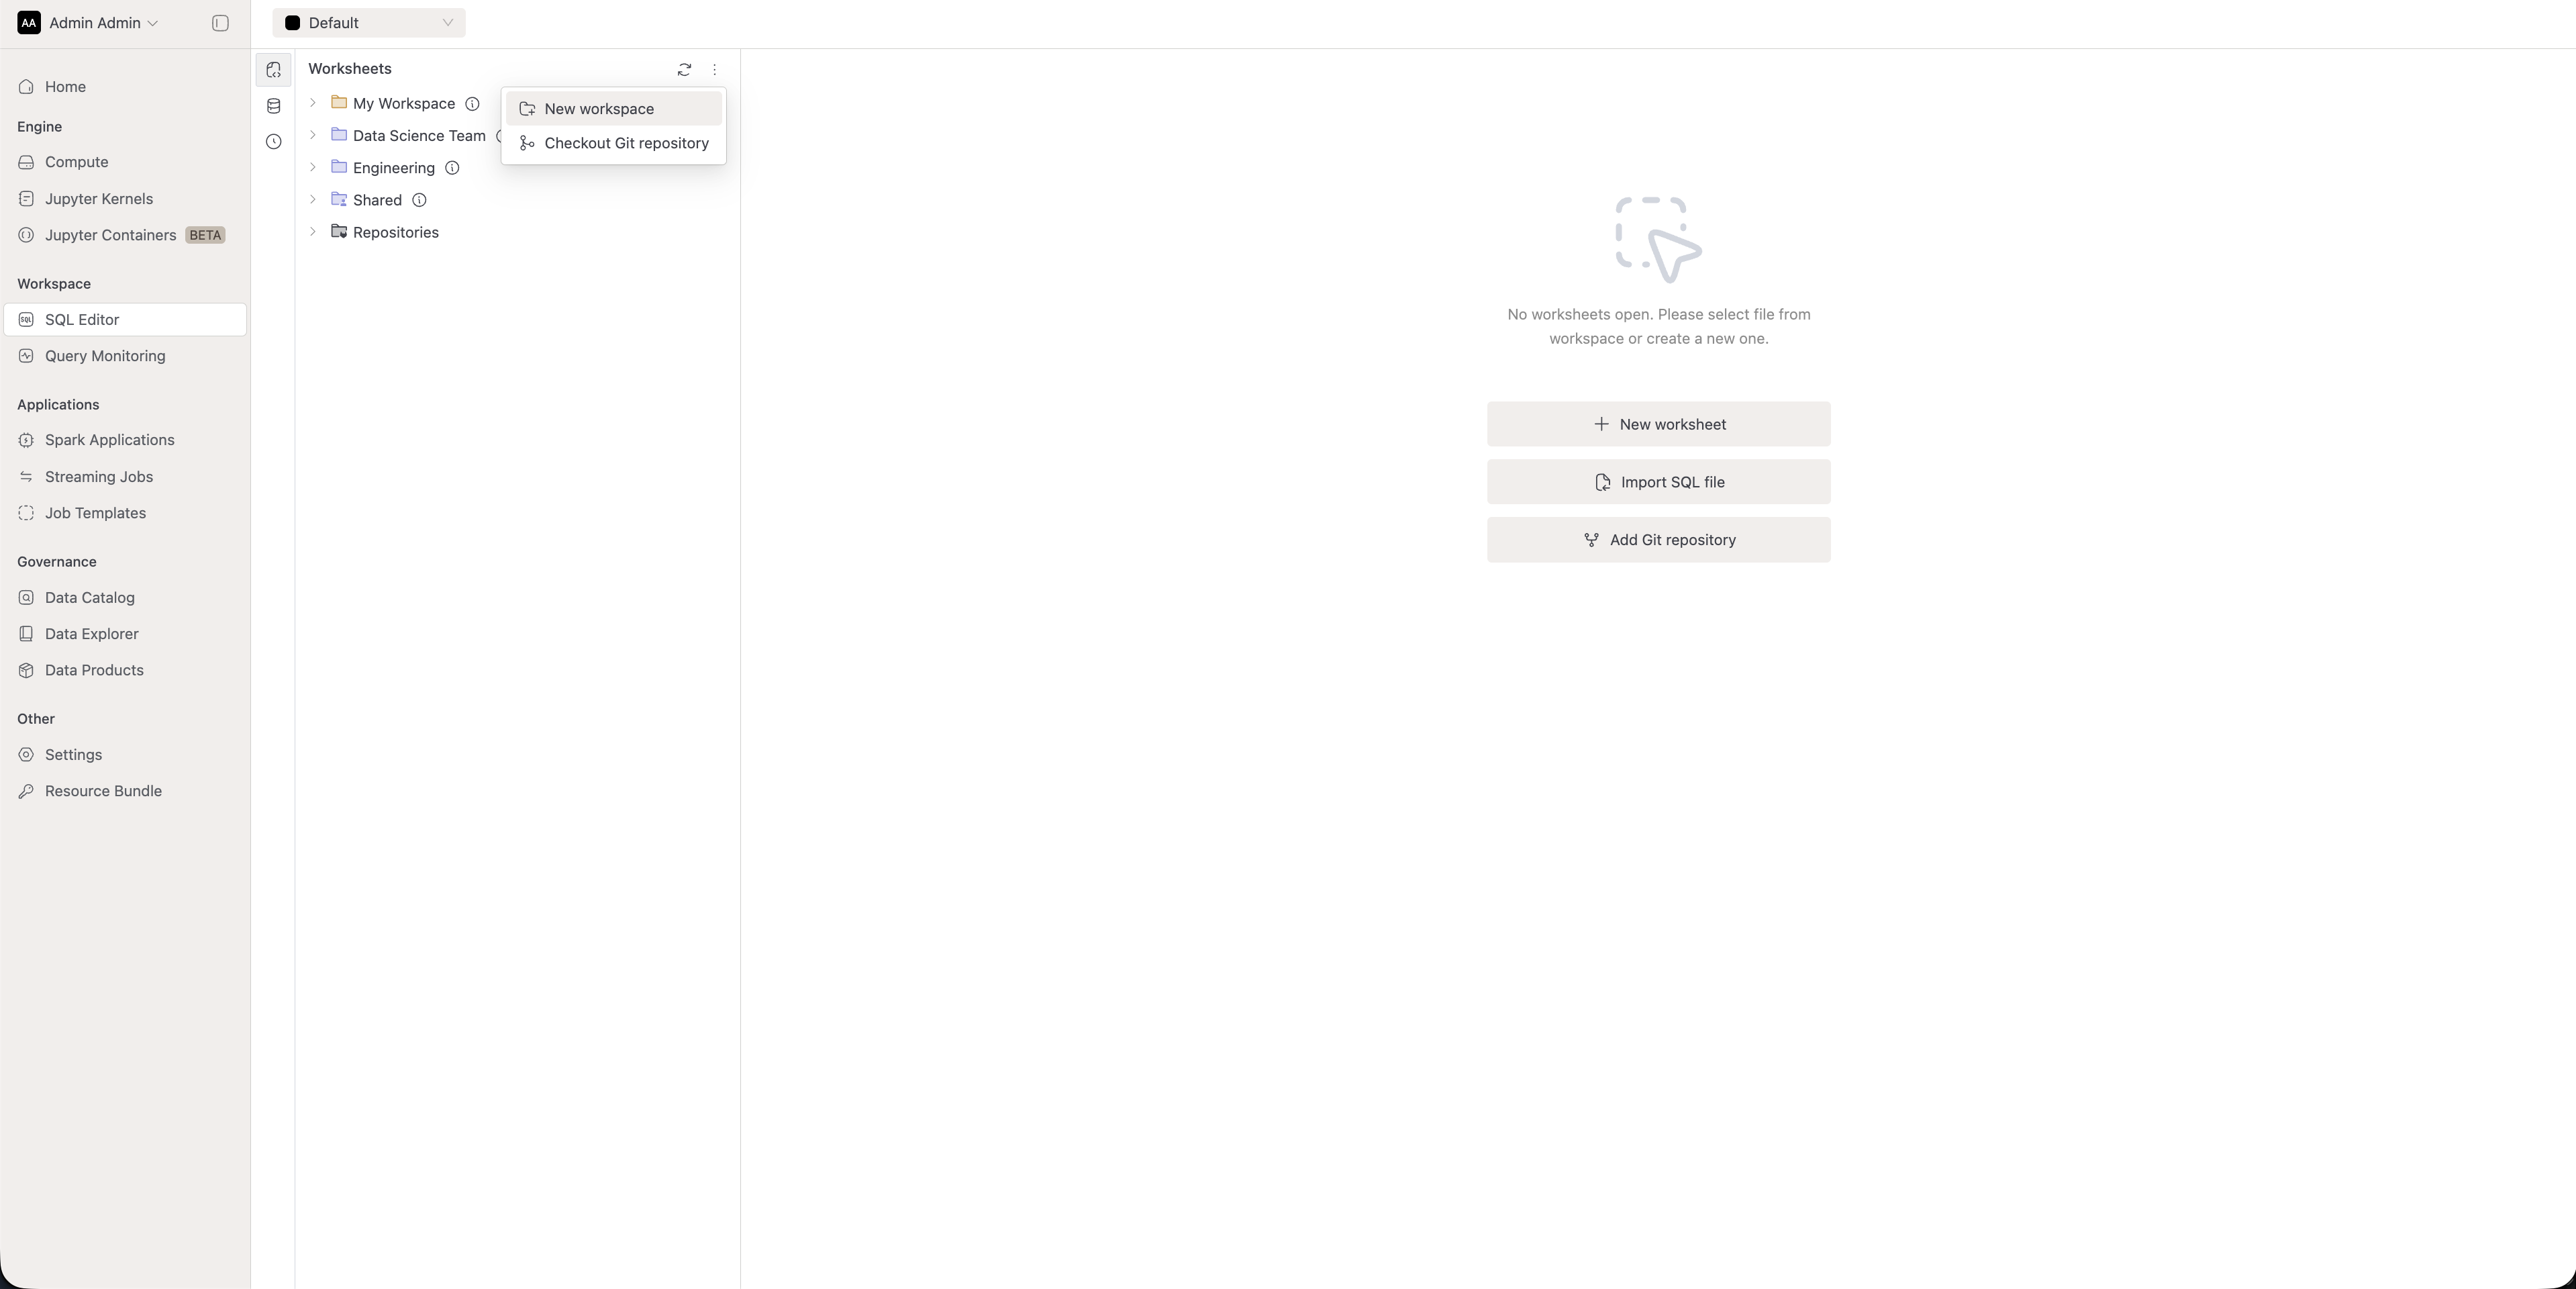 AA Admin Admin
Default
Home
Engine
Compute
Jupyter Kernels
Jupyter Containers BETA
Workspace
SQL SQL Editor
Query Monitoring
Applications
Spark Applications
Streaming Jobs
Job Templates
Governance
Data Catalog
Data Explorer
Data Products
Other
Settings
Resource Bundle
Worksheets
My Workspace
Data Science Team
Engineering
Shared
Repositories
New workspace
Checkout Git repository
No worksheets open. Please select file from
workspace or create a new one.
New worksheet
Import SQL file
Add Git repository